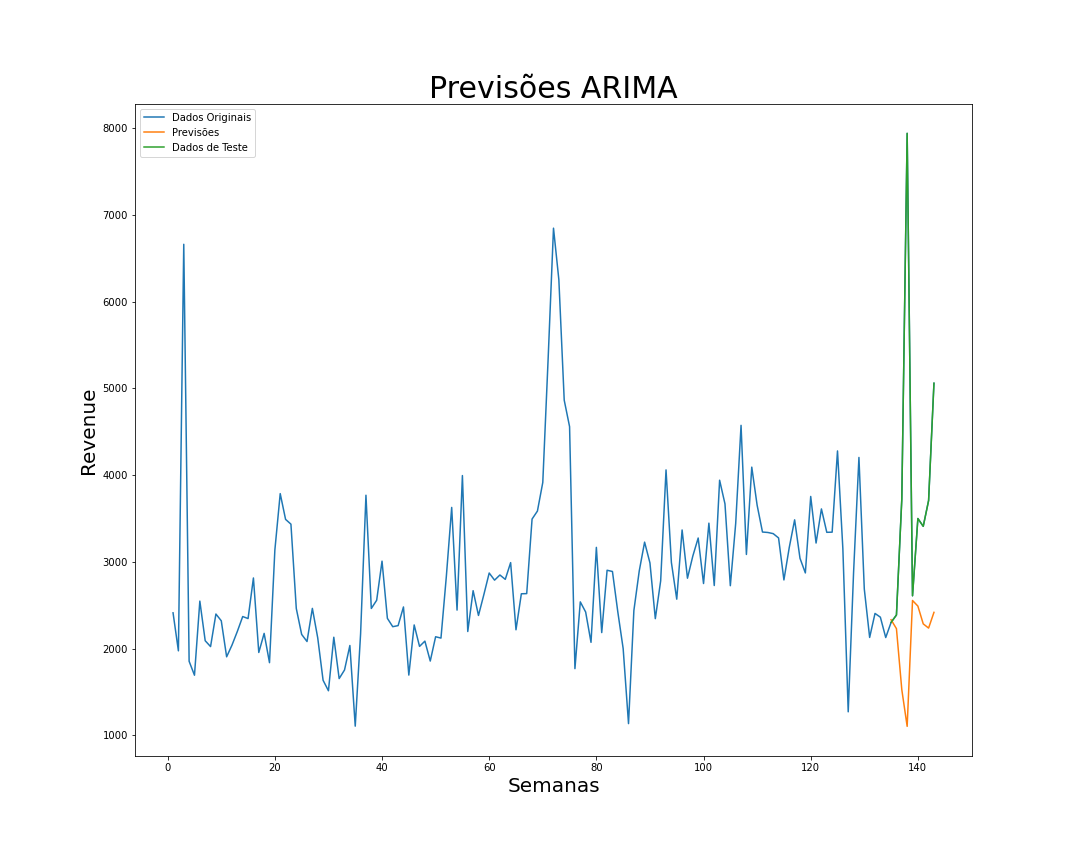 Previsões ARIMA
Dados Originais
Previsões
Dados de Teste
8000
7000
6000
5000
4000
3000
2000
1000
Revenue
0 20 40 60 80 100 120 140
Semanas